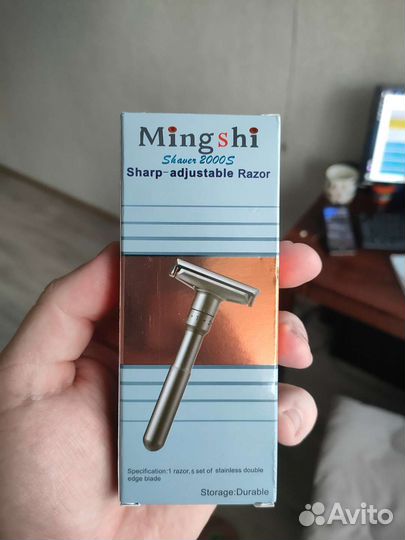 Mingshi
Shaver 2000S
Sharp-adjustable Razor
Specification:1 razor, 5 set of stainless double
edge blade
Storage:Durable
Avito